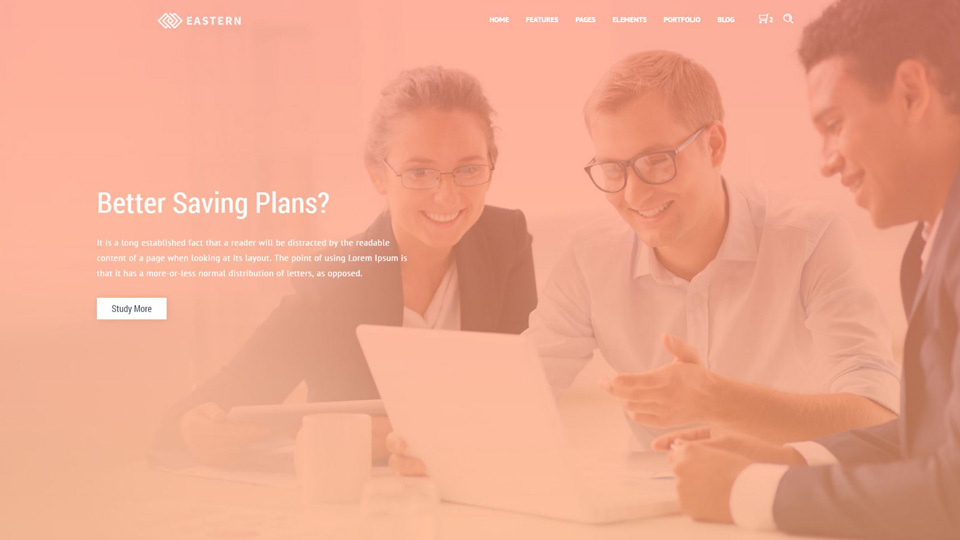 EASTERN
HOME FEATURES PAGES ELEMENTS PORTFOLIO BLOG 2
Better Saving Plans?
It is a long established fact that a reader will be distracted by the readable
content of a page when looking at its layout. The point of using Lorem Ipsum is
that it has a more-or-less normal distribution of letters, as opposed.
Study More